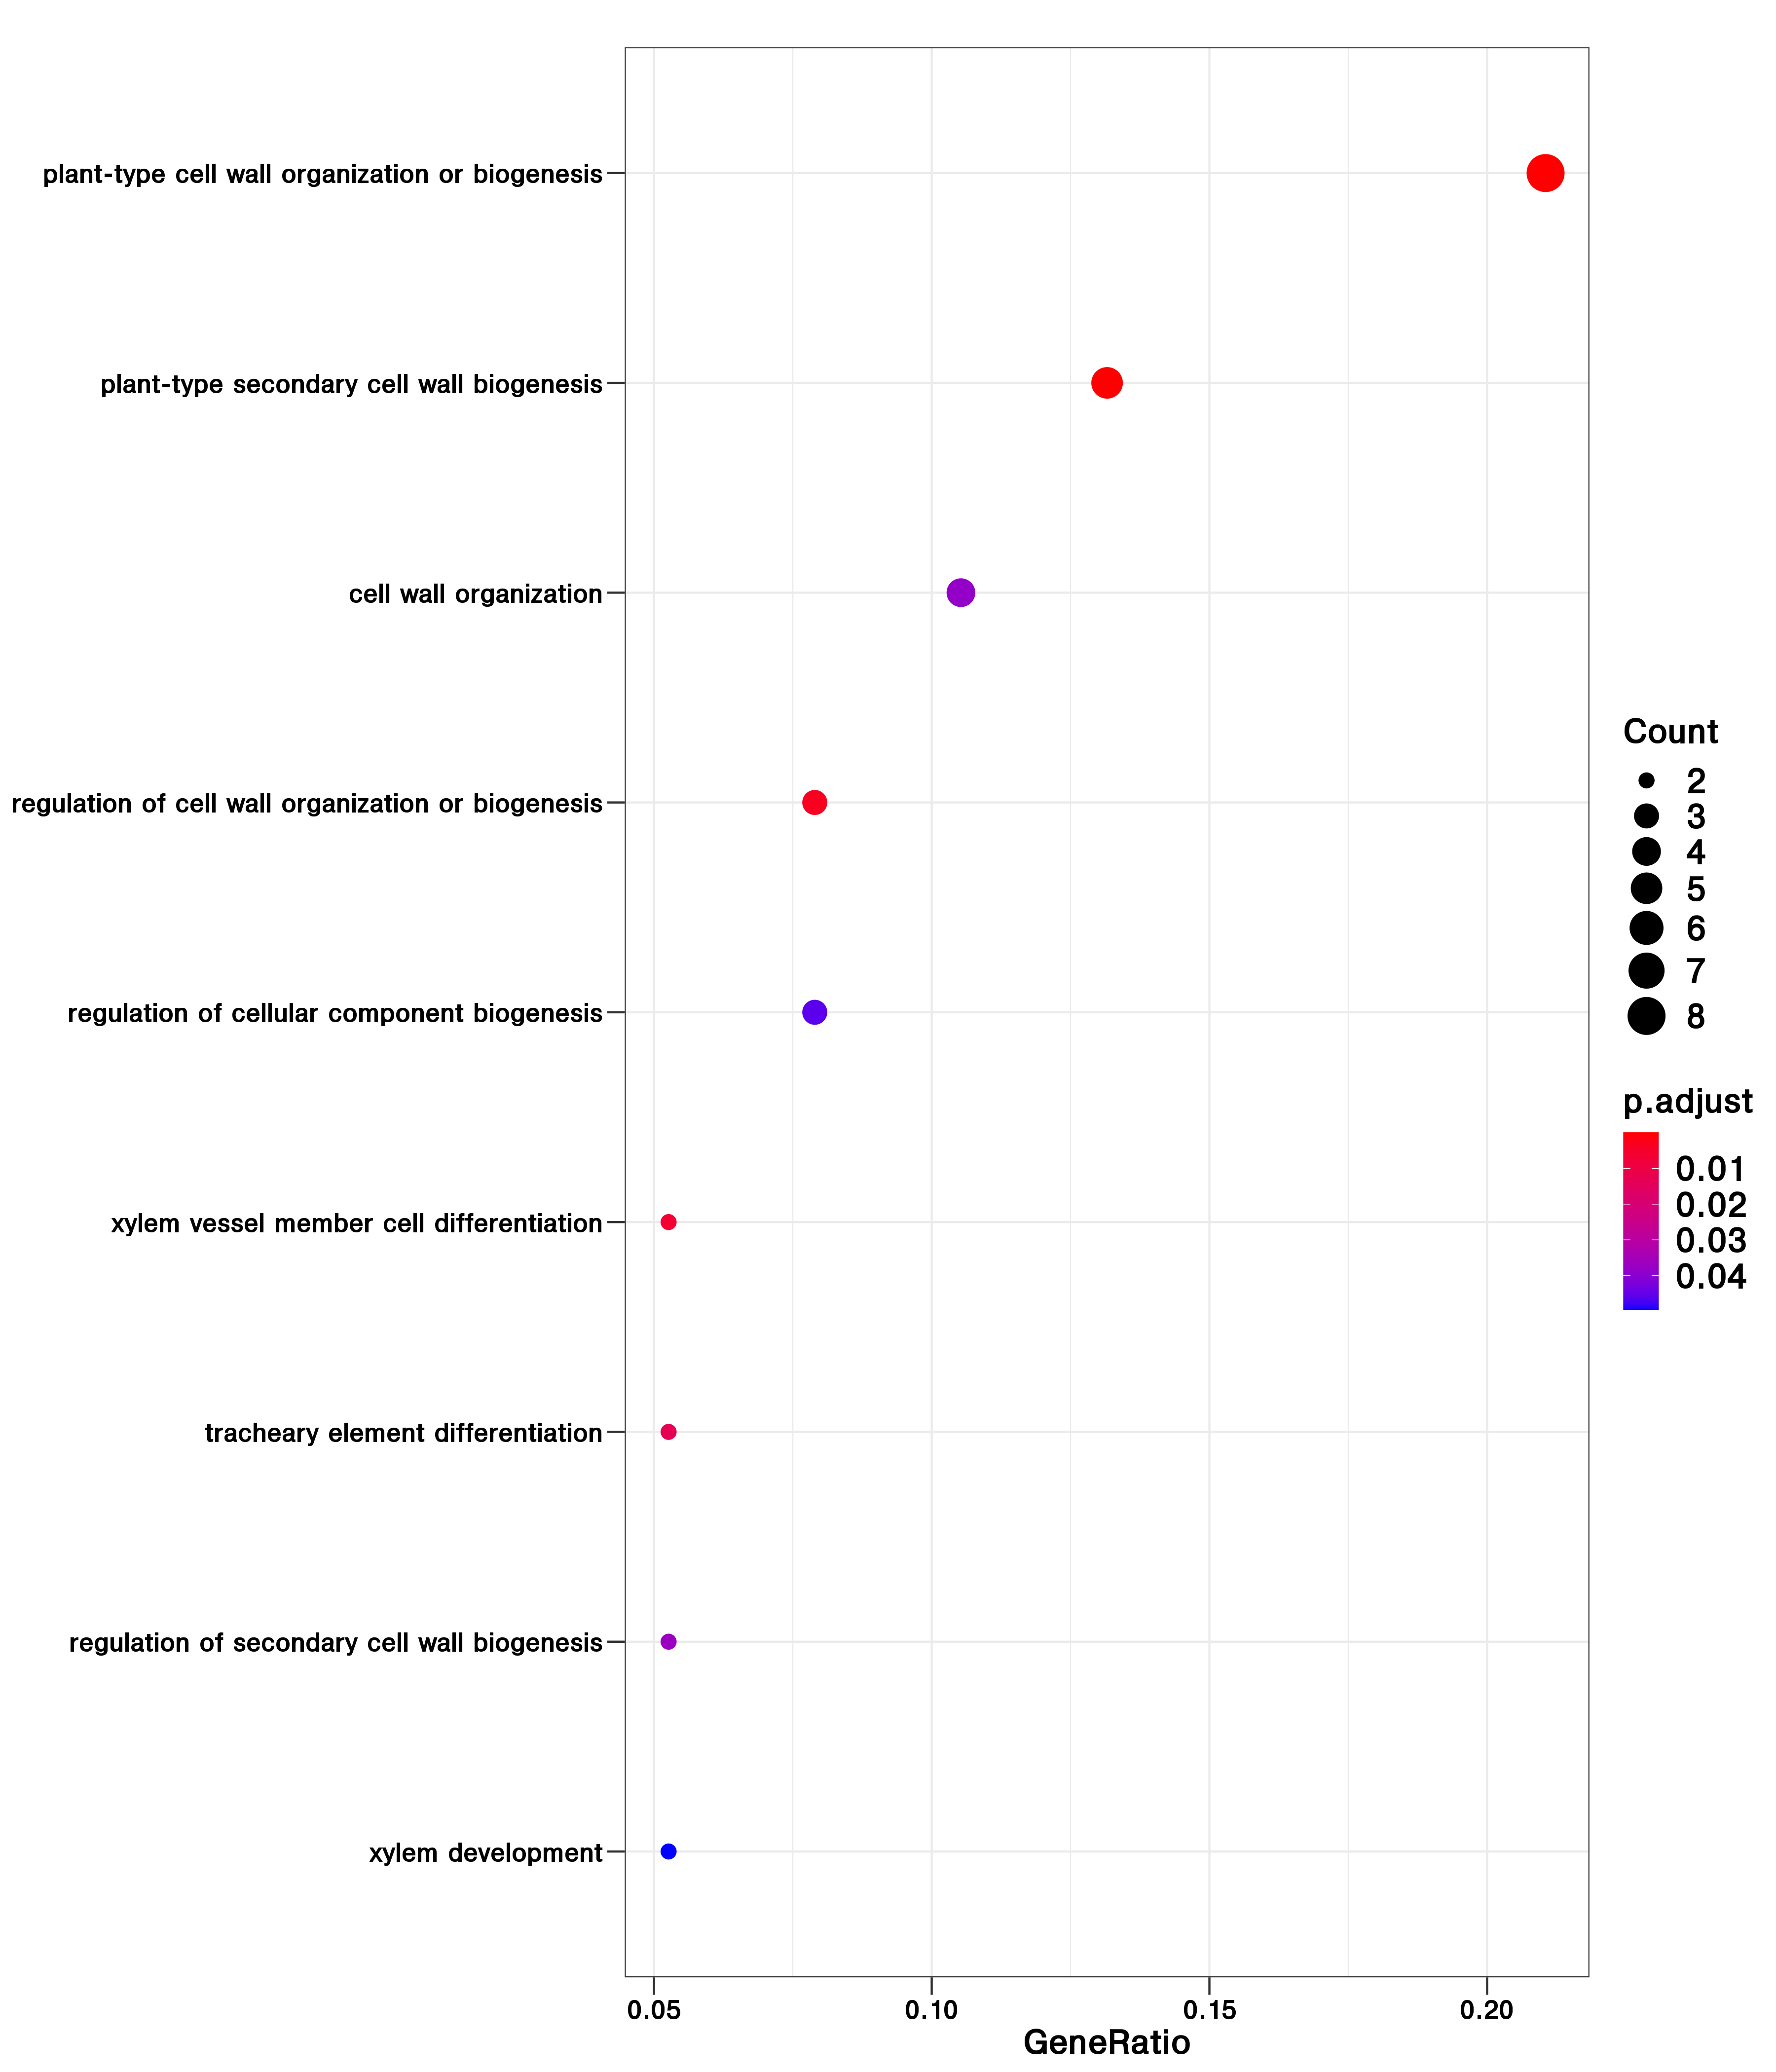 plant-type cell wall organization or biogenesis
plant-type secondary cell wall biogenesis
cell wall organization
regulation of cell wall organization or biogenesis
regulation of cellular component biogenesis
xylem vessel member cell differentiation
tracheary element differentiation
regulation of secondary cell wall biogenesis
xylem development
0.05 0.10 0.15 0.20
GeneRatio
Count
2
3
4
5
6
7
8
p.adjust
0.01
0.02
0.03
0.04